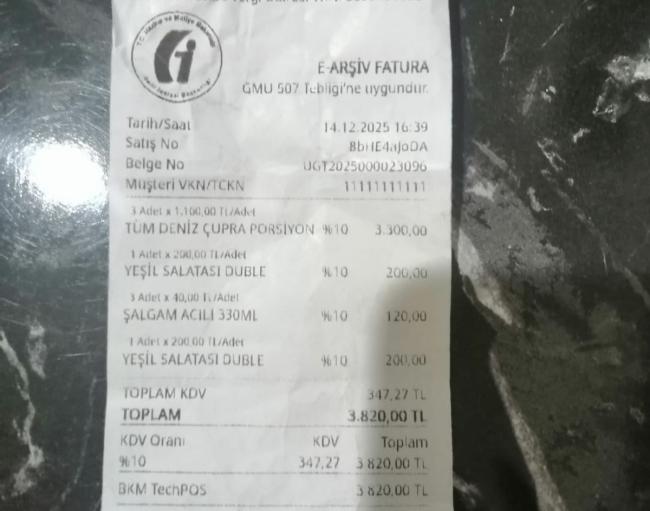 E-ARŞİV FATURA
GMU 507 Tebliği'ne uygundur.
Tarih/Saat 14.12.2025 16:39
Satış No
Belge No UGT2025000023096
Müşteri VKN/TCKN 11111111111
3 Adet x 1.100,00 TL/Adet
TÜM DENİZ ÇUPRA PORSİYON %10 3.300,00
1 Adet x 200,00 TL/Adet
YEŞİL SALATASI DUBLE %10 200,00
3 Adet x 40,00 TL/Adet
ŞALGAM ACILI 330ML %10 120,00
1 Adet x 200,00 TL/Adet
YEŞİL SALATASI DUBLE %10 200,00
TOPLAM KDV 347,27 TL
TOPLAM 3.820,00 TL
KDV Oranı KDV Toplam
%10 347,27 3.820,00 TL
BKM TechPOS 3.820,00 TL